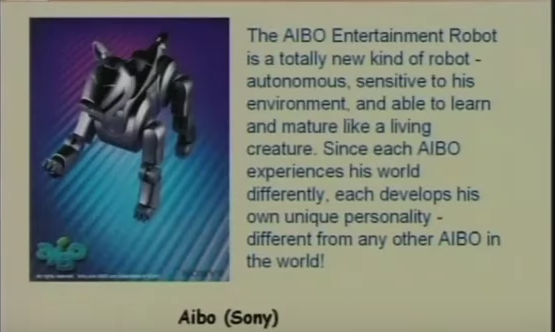 The AIBO Entertainment Robot
is a totally new kind of robot -
autonomous, sensitive to his
environment, and able to learn
and mature like a living
creature. Since each AIBO
experiences his world
differently, each develops his
own unique personality -
different from any other AIBO in
the world!
aibo
SONY
Aibo (Sony)